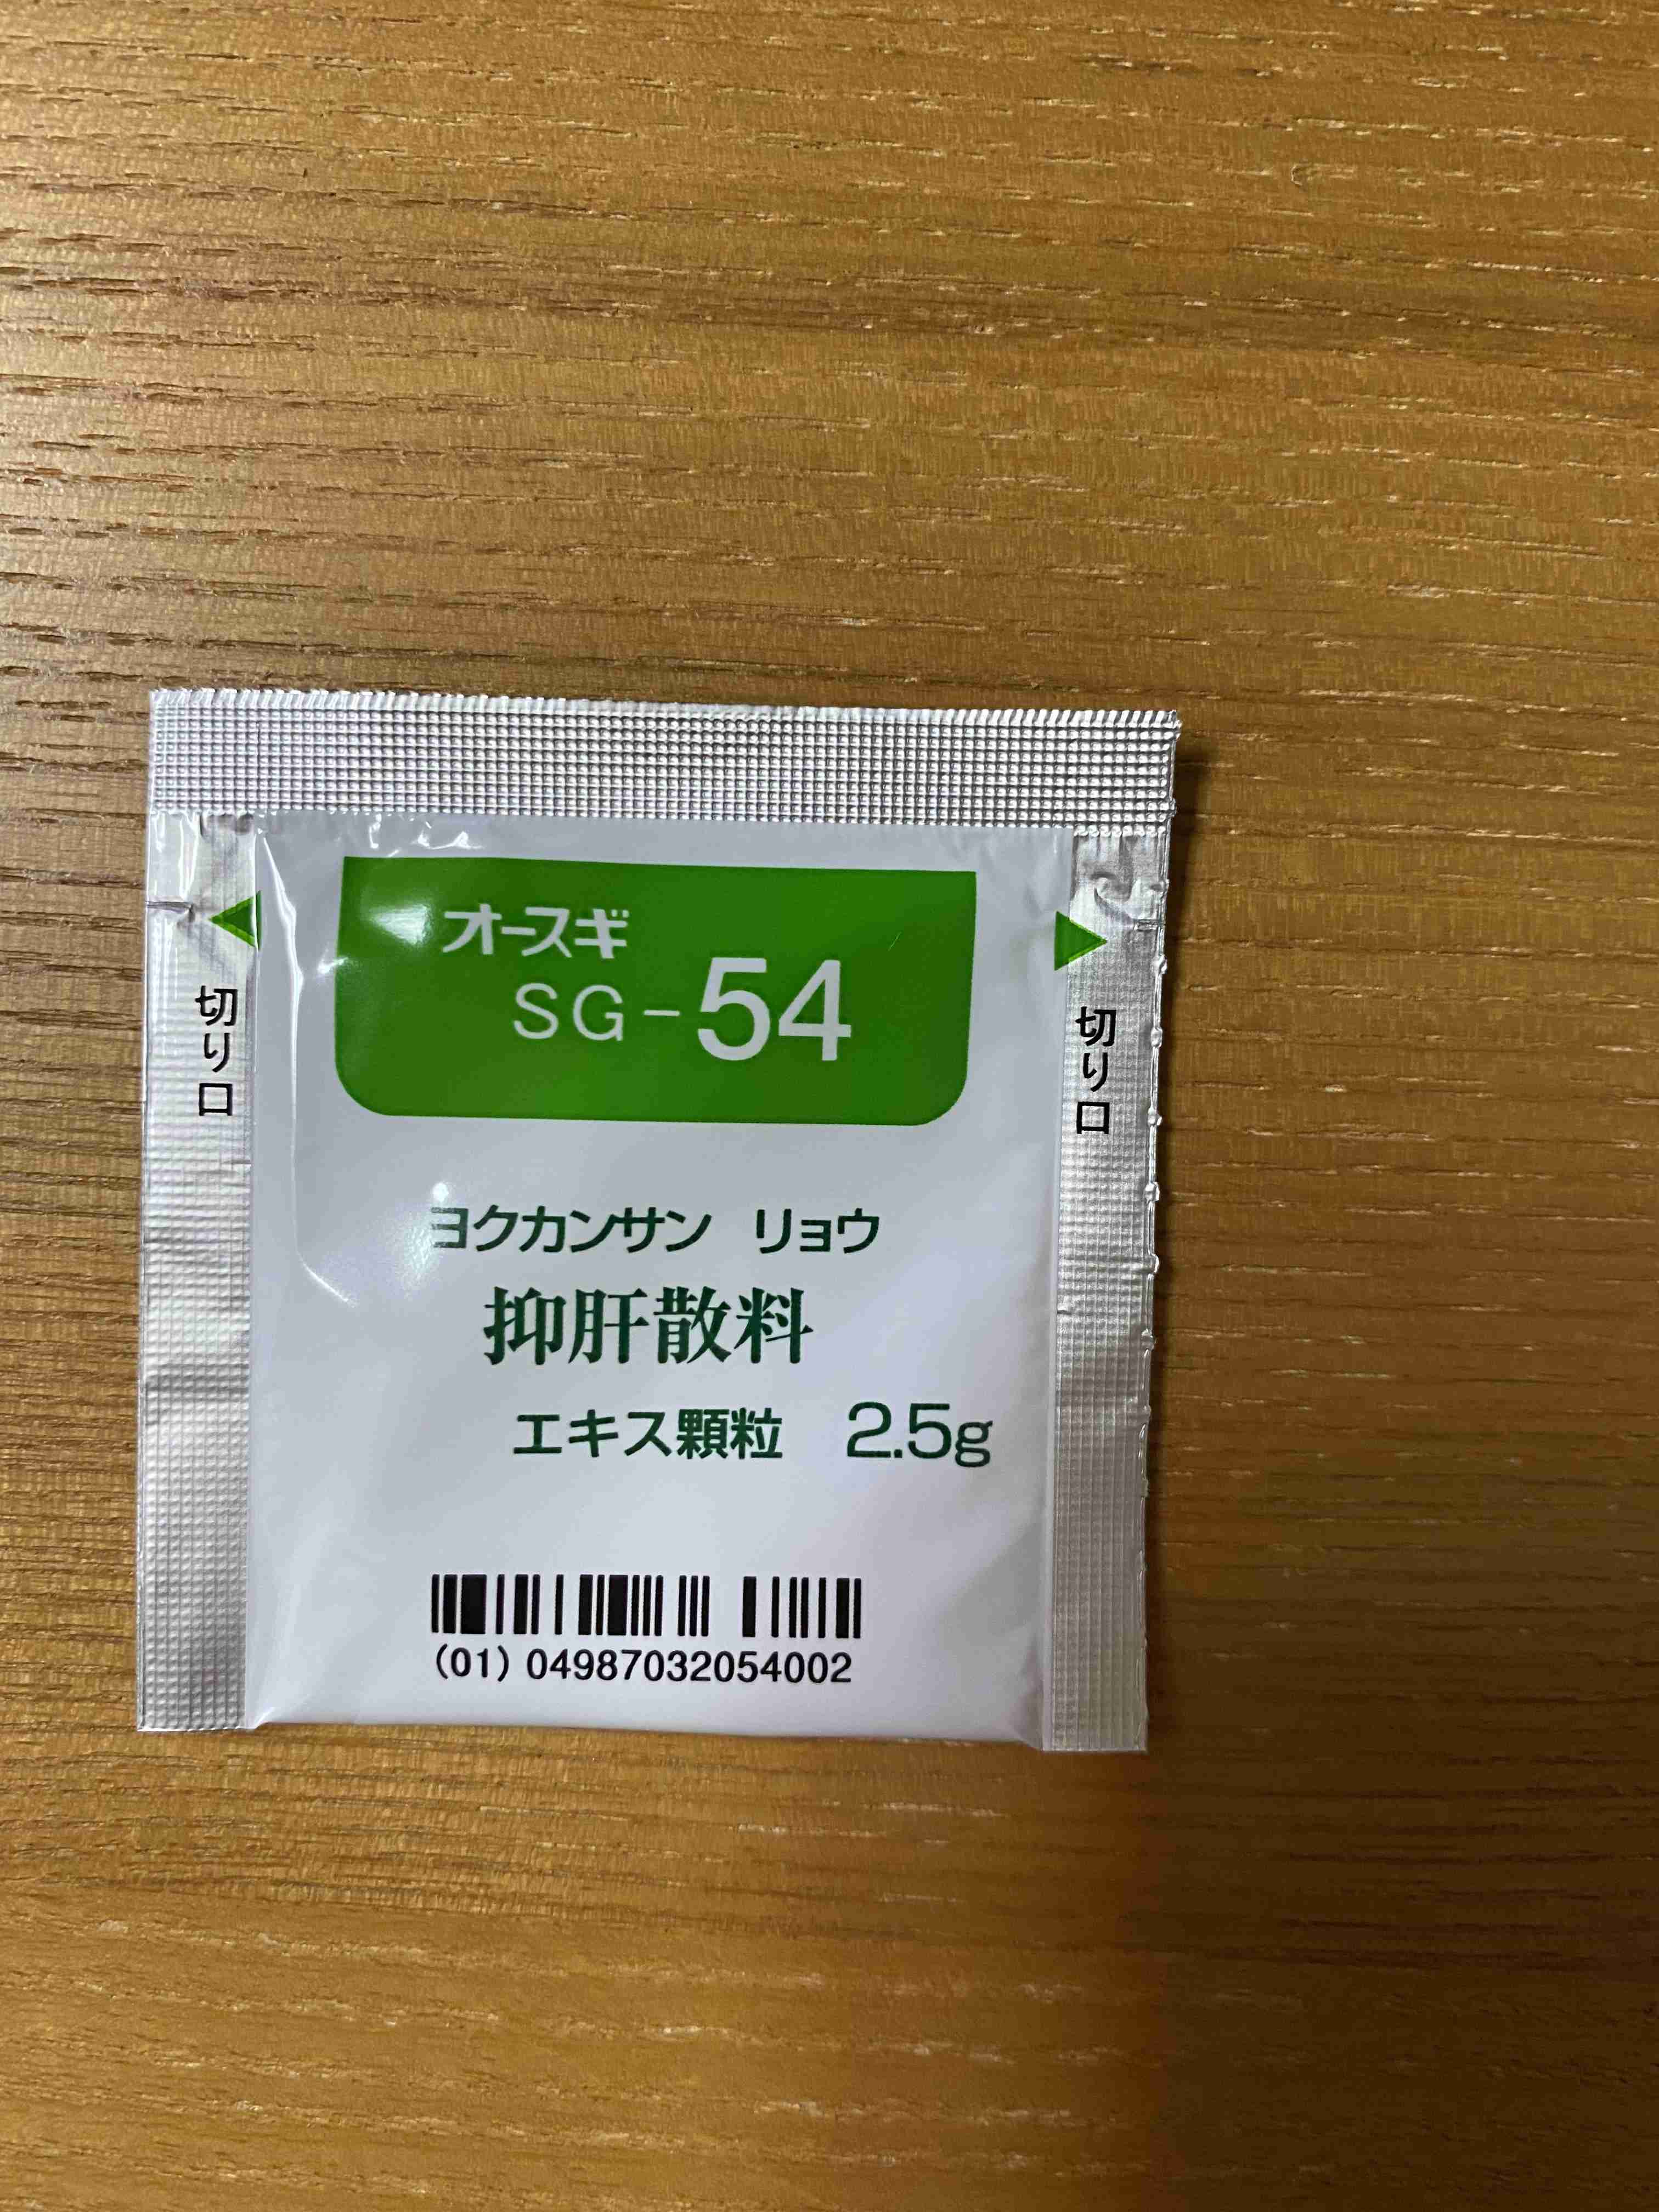 オースギ
SG-54
切り口
切り口
ヨクカンサン リョウ
抑肝散料
エキス顆粒 2.5g
(01) 04987032054002